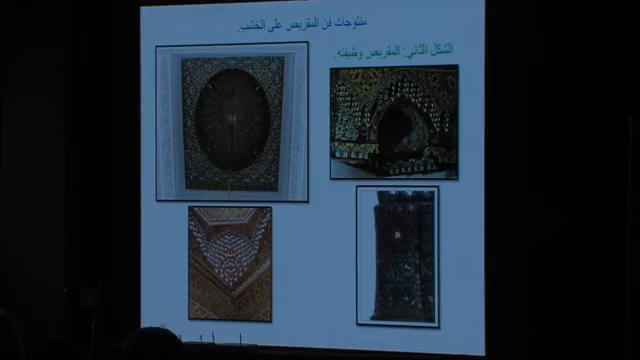 منتوجات فن المقربص على الخشب.
الشكل الثاني: المقربص وظيفته.